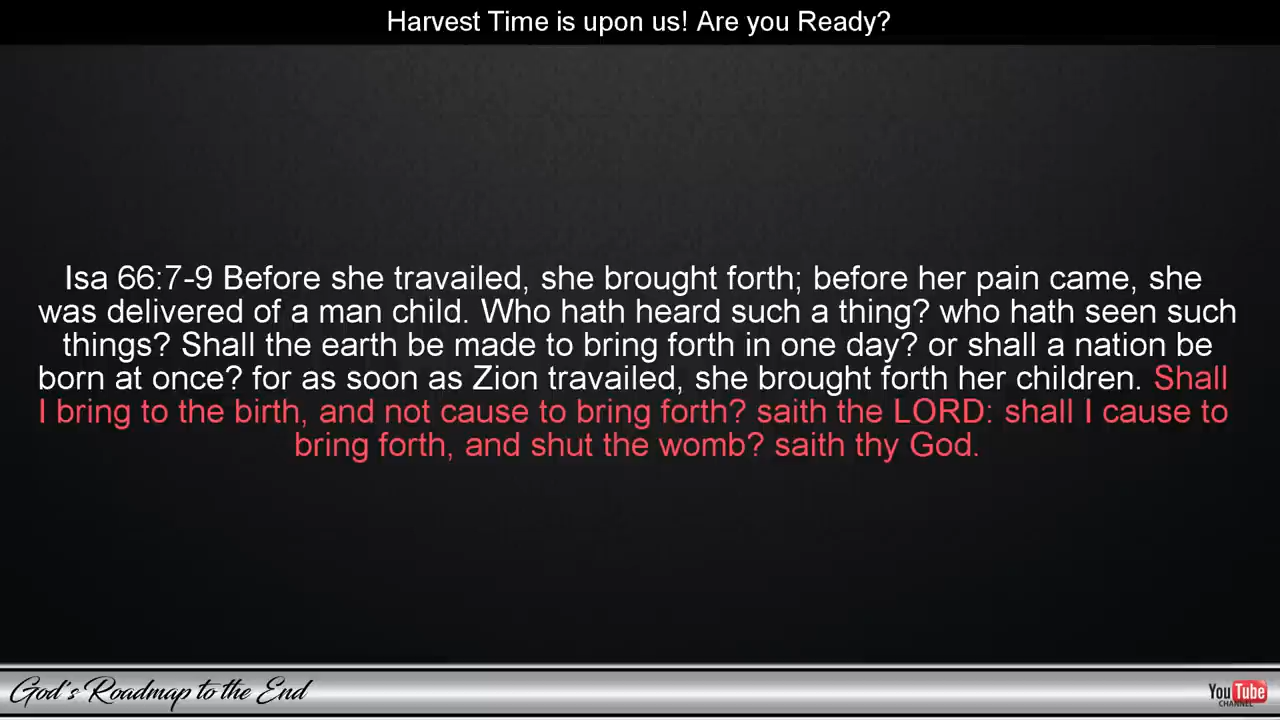 Harvest Time is upon us! Are you Ready?
Isa 66:7-9 Before she travailed, she brought forth; before her pain came, she
was delivered of a man child. Who hath heard such a thing? who hath seen such
things? Shall the earth be made to bring forth in one day? or shall a nation be
born at once? for as soon as Zion travailed, she brought forth her children. Shall
I bring to the birth, and not cause to bring forth? saith the LORD: shall I cause to
bring forth, and shut the womb? saith thy God.
God's Roadmap to the End
YouTube
CHANNEL